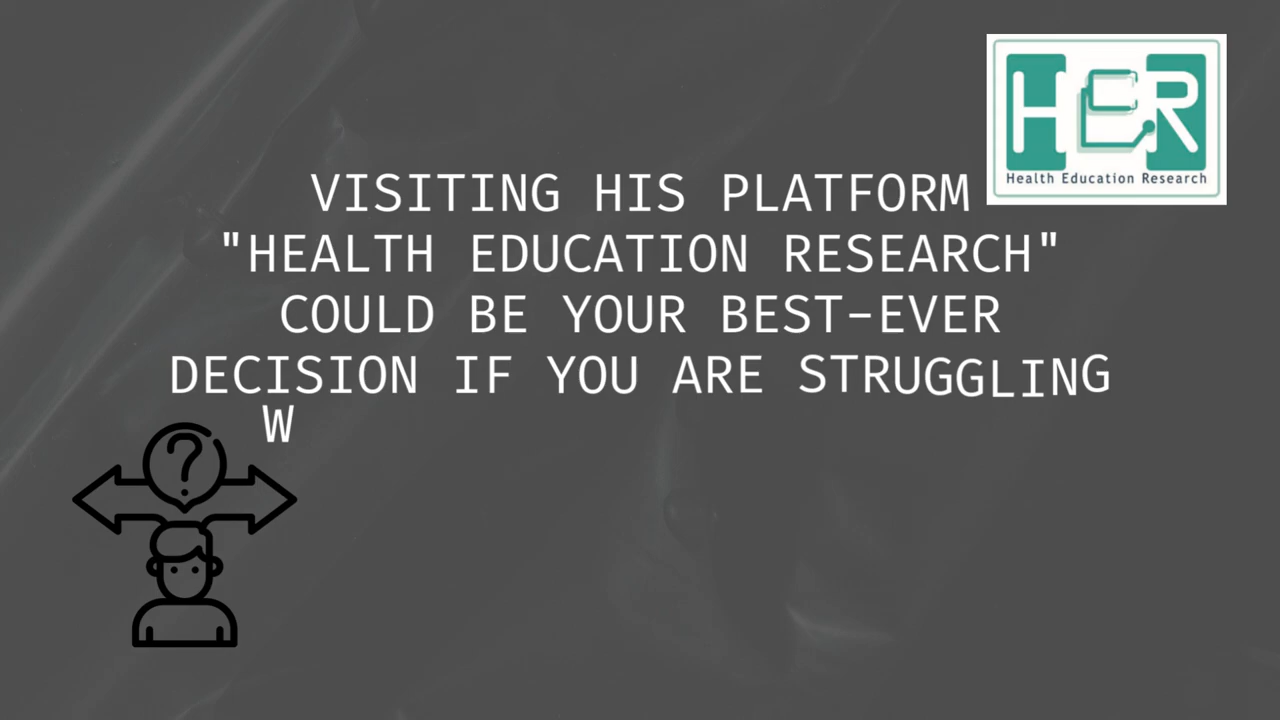 HER
Health Education Research
VISITING HIS PLATFORM
"HEALTH EDUCATION RESEARCH"
COULD BE YOUR BEST-EVER
DECISION IF YOU ARE STRUGGLING
W
?